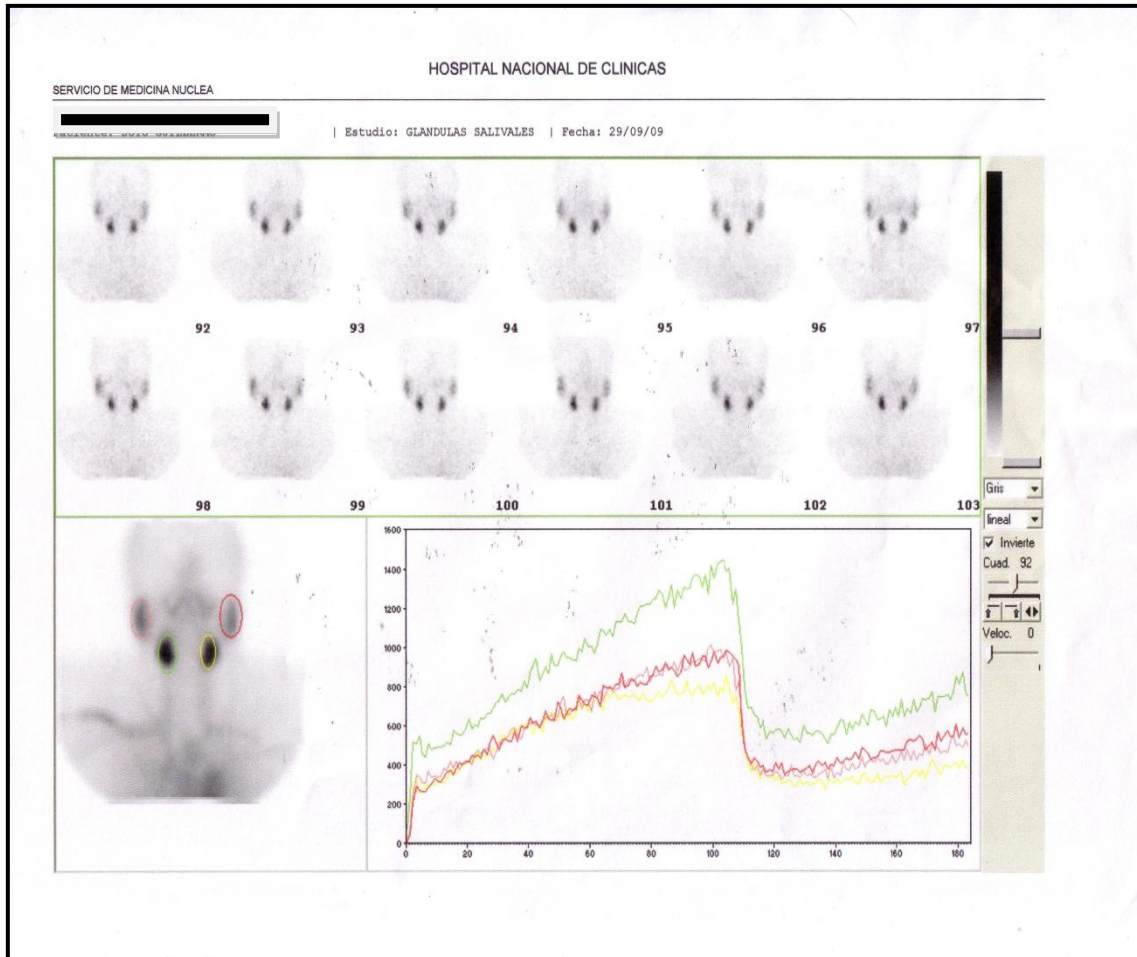 HOSPITAL NACIONAL DE CLINICAS
SERVICIO DE MEDICINA NUCLEA
| Estudio: GLANDULAS SALIVALES | Fecha: 29/09/09
92 93 94 95 96 97
98 99 100 101 102 103
Gris
lineal
Invierte
Cuad. 92
Veloc. 0
1600
1400
1200
1000
800
600
400
200
0
0 20 40 60 80 100 120 140 160 180